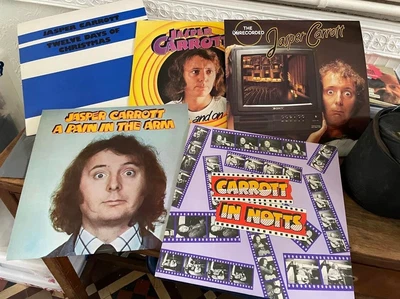 JASPER CARROTT
TWELVE DAYS OF
CHRISTMAS
JASPER
CARROTT
THE
UNRECORDED
Jasper Carrott
JASPER CARROTT
A PAIN IN THE ARM
CARROTT
IN NOTTS